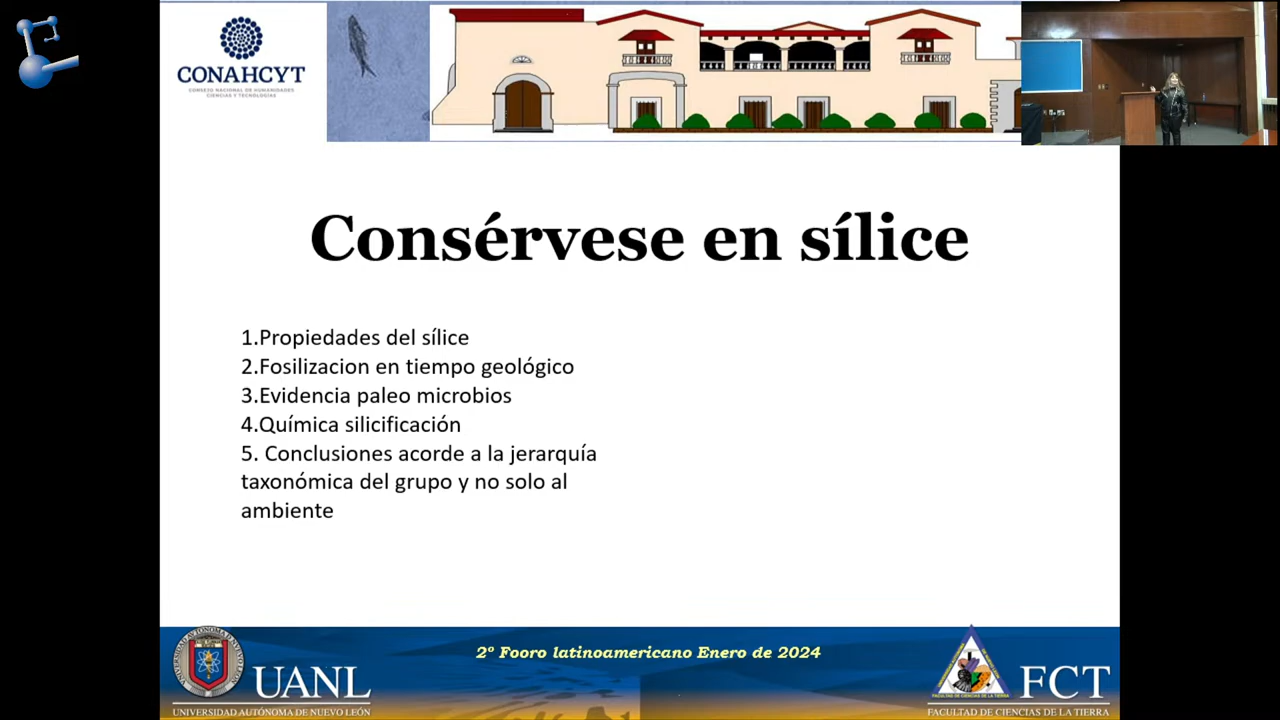 CONAHCYT
CONSEJO NACIONAL DE HUMANIDADES
CIENCIAS Y TECNOLOGÍAS
Consérvese en sílice
1.Propiedades del sílice
2.Fosilizacion en tiempo geológico
3.Evidencia paleo microbios
4.Química silicificación
5. Conclusiones acorde a la jerarquía
taxonómica del grupo y no solo al
ambiente
2º Fooro latinoamericano Enero de 2024
UANL
UNIVERSIDAD AUTÓNOMA DE NUEVO LEÓN
FCT
FACULTAD DE CIENCIAS DE LA TIERRA